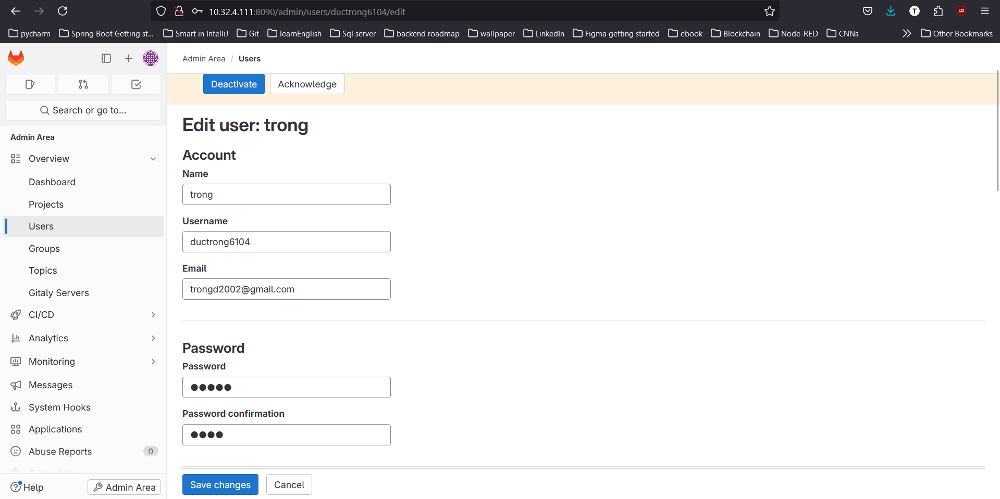 10.32.4.111:8090/admin/users/ductrong6104/edit
T
pycharm Spring Boot Getting st... Smart in IntelliJ Git learnEnglish Sql server backend roadmap wallpaper LinkedIn Figma getting started ebook Blockchain Node-RED CNNs Other Bookmarks
Admin Area / Users
Deactivate Acknowledge
Search or go to...
Admin Area
Overview
Dashboard
Projects
Users
Groups
Topics
Gitaly Servers
CI/CD
Analytics
Monitoring
Messages
System Hooks
Applications
Abuse Reports 0
Subscription
Help Admin Area
Edit user: trong
Account
Name
trong
Username
ductrong6104
Email
trongd2002@gmail.com
Password
Password
●●●●●
Password confirmation
●●●●
Save changes Cancel